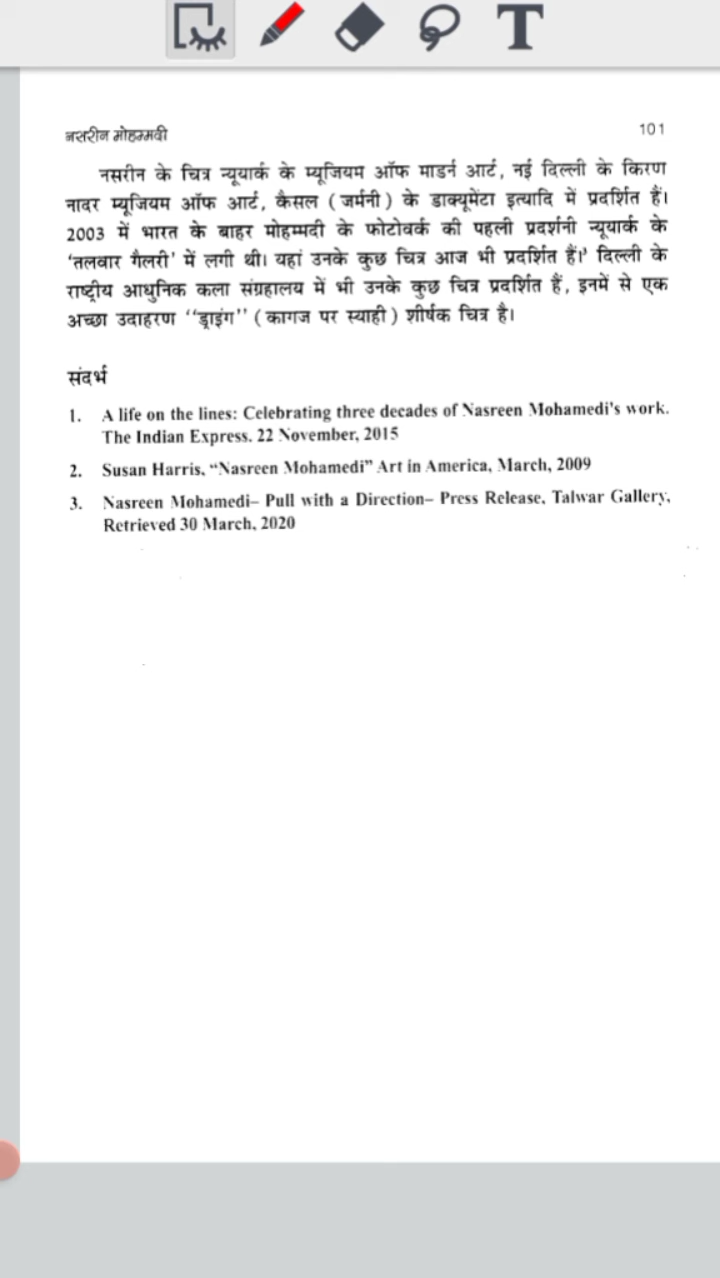 नसरीन मोहम्मदी
101
नसरीन के चित्र न्यूयार्क के म्यूजियम ऑफ माडर्न आर्ट, नई दिल्ली के किरण
नादर म्यूजियम ऑफ आर्ट, कैसल (जर्मनी) के डाक्यूमेंटा इत्यादि में प्रदर्शित हैं।
2003 में भारत के बाहर मोहम्मदी के फोटोवर्क की पहली प्रदर्शनी न्यूयार्क के
‘तलवार गैलरी’ में लगी थी। यहां उनके कुछ चित्र आज भी प्रदर्शित हैं।’ दिल्ली के
राष्ट्रीय आधुनिक कला संग्रहालय में भी उनके कुछ चित्र प्रदर्शित हैं, इनमें से एक
अच्छा उदाहरण ‘‘ड्राइंग’’ (कागज पर स्याही) शीर्षक चित्र है।
संदर्भ
1. A life on the lines: Celebrating three decades of Nasreen Mohamedi's work.
The Indian Express. 22 November, 2015
2. Susan Harris. “Nasreen Mohamedi” Art in America, March, 2009
3. Nasreen Mohamedi– Pull with a Direction– Press Release, Talwar Gallery,
Retrieved 30 March, 2020